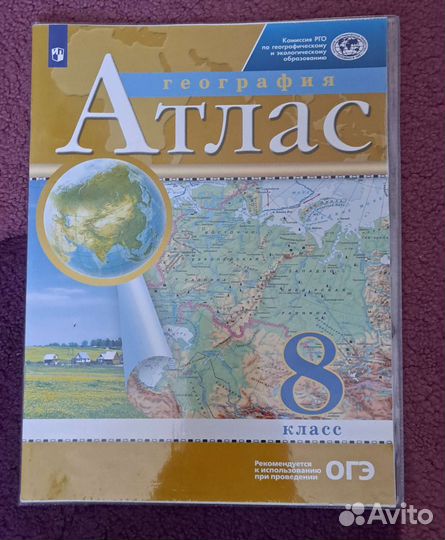 Комиссия РГО
по географическому
и экологическому
образованию
география
Атлас
8
класс
Рекомендуется
к использованию
при проведении
ОГЭ
Avito